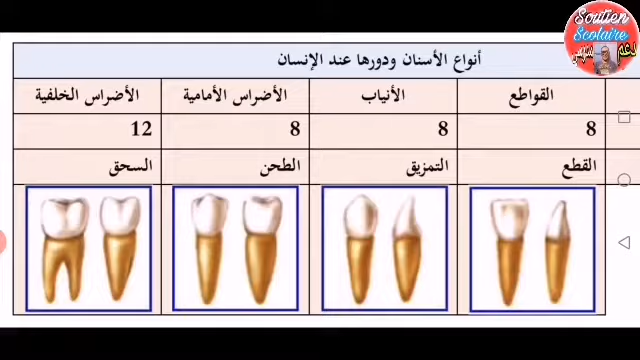 Soutien
Scolaire
دعم
أنواع الأسنان ودورها عند الإنسان
القواطع
الأنياب
الأضراس الأمامية
الأضراس الخلفية
8
8
8
12
القطع
التمزيق
الطحن
السحق